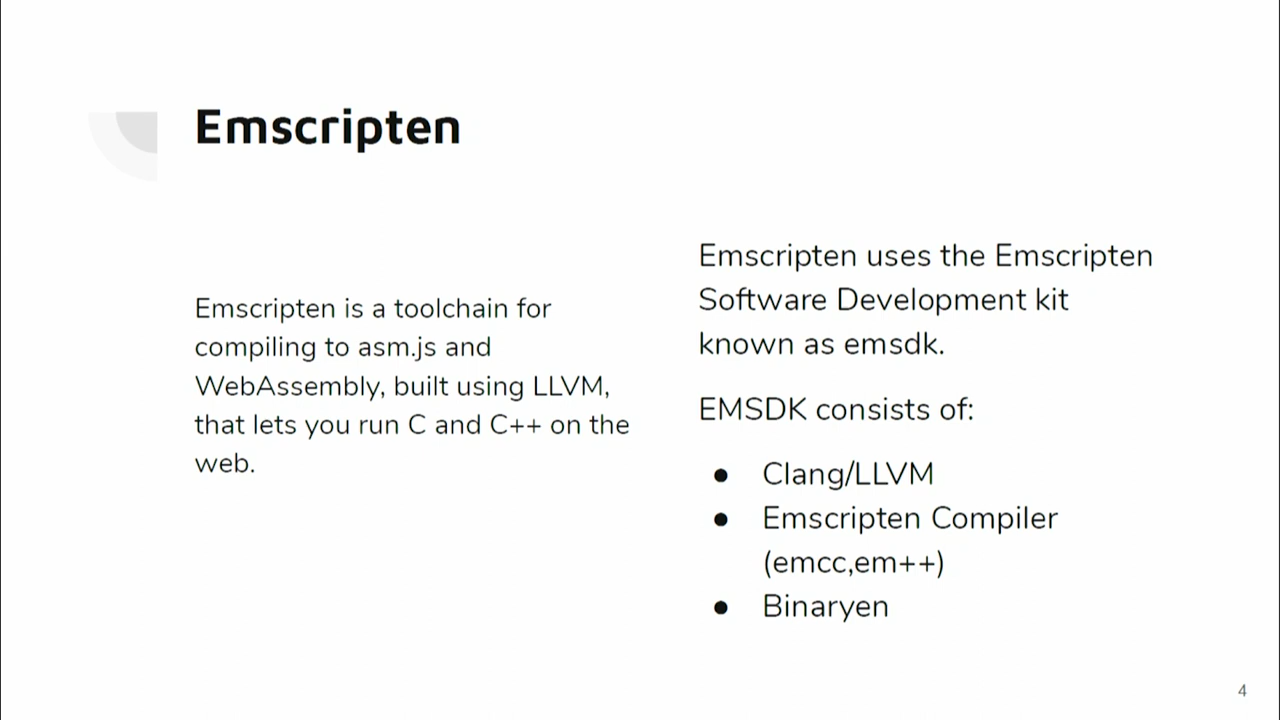 Emscripten
Emscripten is a toolchain for
compiling to asm.js and
WebAssembly, built using LLVM,
that lets you run C and C++ on the
web.
Emscripten uses the Emscripten
Software Development kit
known as emsdk.
EMSDK consists of:
● Clang/LLVM
● Emscripten Compiler
(emcc,em++)
● Binaryen
4